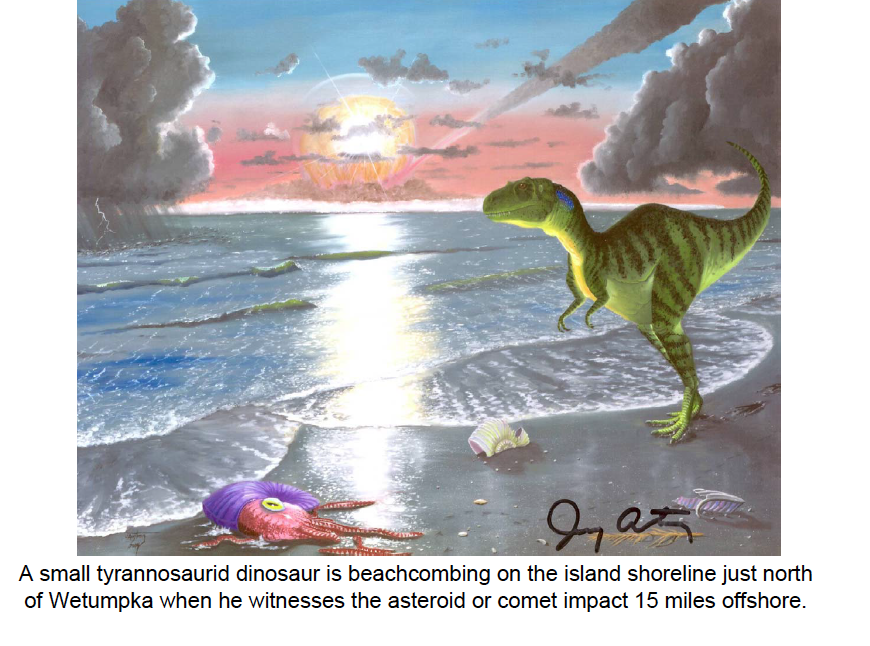 A small tyrannosaurid dinosaur is beachcombing on the island shoreline just north
of Wetumpka when he witnesses the asteroid or comet impact 15 miles offshore.